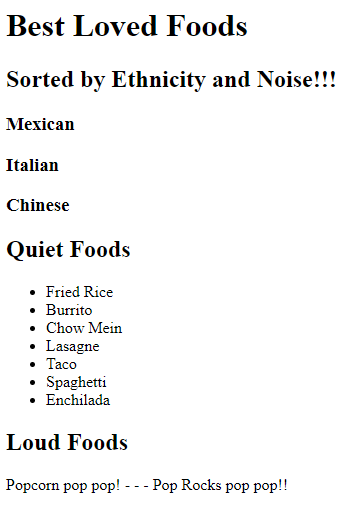 Best Loved Foods
Sorted by Ethnicity and Noise!!!
Mexican
Italian
Chinese
Quiet Foods
Fried Rice
Burrito
Chow Mein
Lasagne
Taco
Spaghetti
Enchilada
Loud Foods
Popcorn pop pop! - - - Pop Rocks pop pop!!